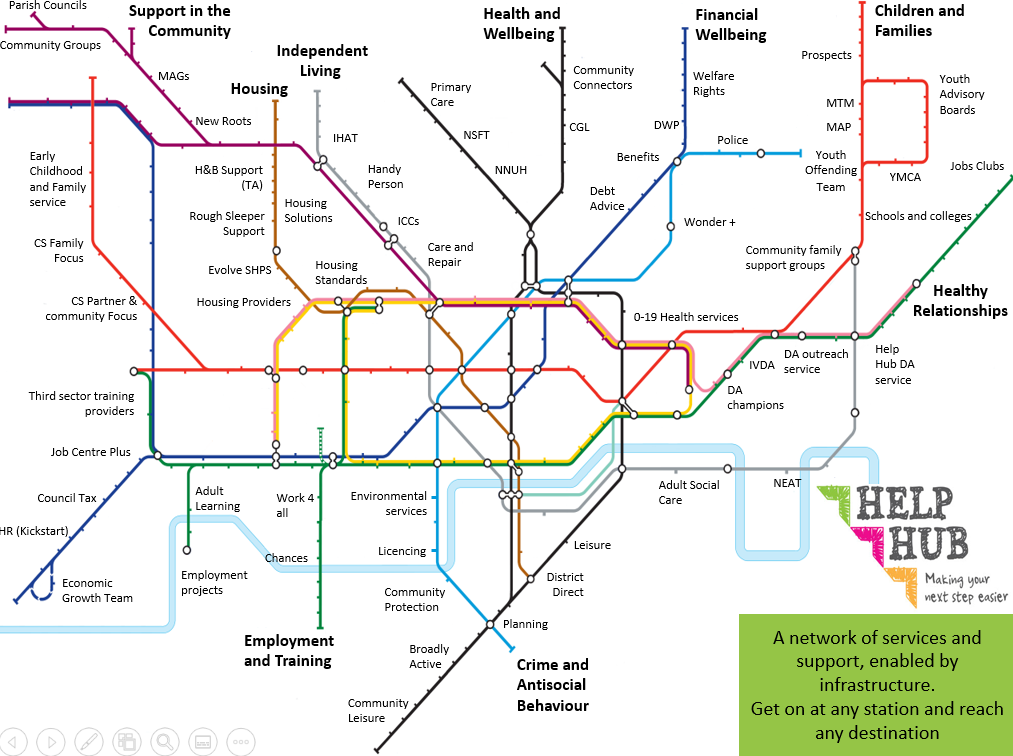 Parish Councils
Community Groups
Support in the
Community
MAGs
New Roots
Independent
Living
Housing
IHAT
H&B Support
(TA)
Housing
Solutions
Handy
Person
Rough Sleeper
Support
ICCs
Evolve SHPS
Housing
Standards
Care and
Repair
Housing Providers
Health and
Wellbeing
Primary
Care
NSFT
NNUH
Community
Connectors
CGL
Financial
Wellbeing
Welfare
Rights
DWP
Benefits
Police
Debt
Advice
Wonder +
Children and
Families
Prospects
MTM
MAP
Youth
Advisory
Boards
Youth
Offending
Team
YMCA
Jobs Clubs
Schools and colleges
Community family
support groups
Healthy
Relationships
0-19 Health services
IVDA
DA outreach
service
Help
Hub DA
service
DA
champions
Early
Childhood
and Family
service
CS Family
Focus
CS Partner &
community Focus
Third sector training
providers
Job Centre Plus
Council Tax
HR (Kickstart)
Economic
Growth Team
Adult
Learning
Employment
projects
Work 4
all
Chances
Employment
and Training
Environmental
services
Licencing
Community
Protection
Leisure
District
Direct
Planning
Broadly
Active
Community
Leisure
Crime and
Antisocial
Behaviour
Adult Social
Care
NEAT
HELP
HUB
Making your
next step easier
A network of services and
support, enabled by
infrastructure.
Get on at any station and reach
any destination